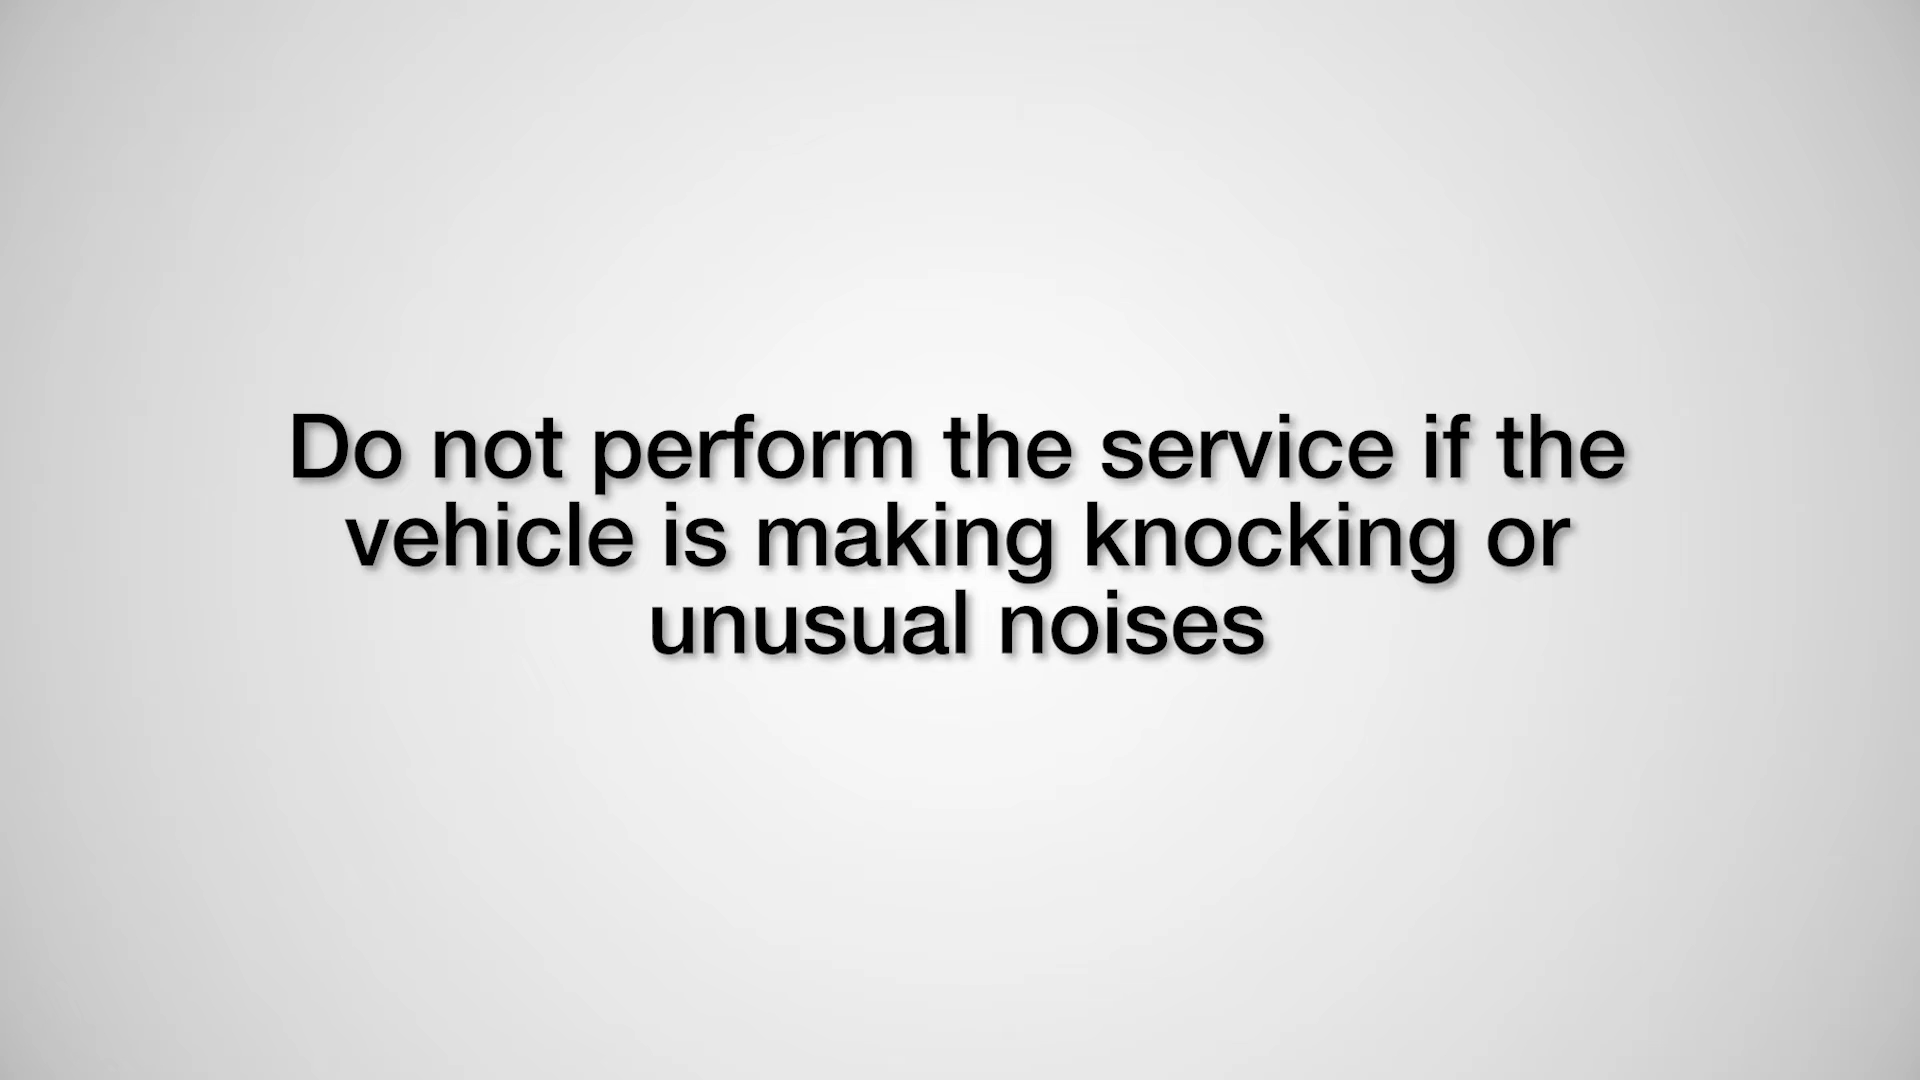 Do not perform the service if the
vehicle is making knocking or
unusual noises